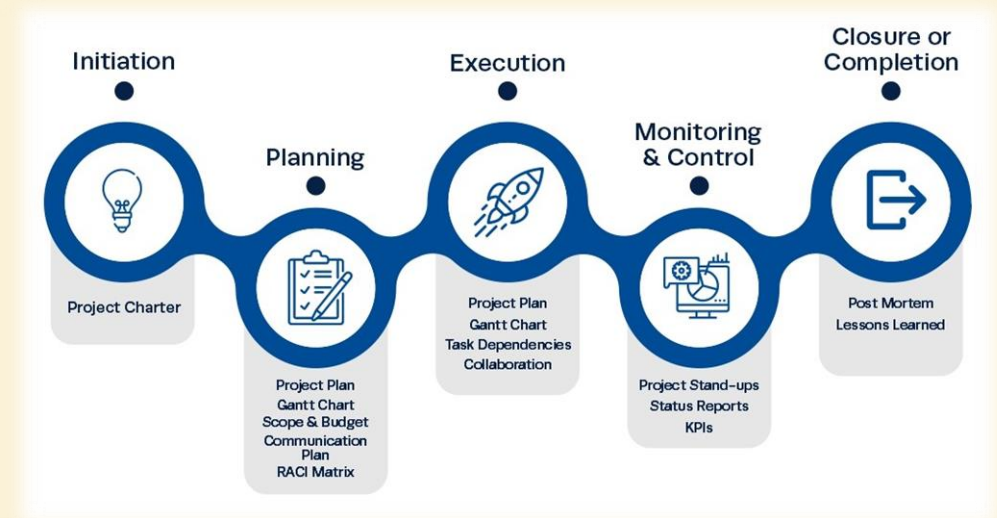 Initiation
Project Charter
Planning
Project Plan
Gantt Chart
Scope & Budget
Communication
Plan
RACI Matrix
Execution
Project Plan
Gantt Chart
Task Dependencies
Collaboration
Monitoring
& Control
Project Stand-ups
Status Reports
KPIs
Closure or
Completion
Post Mortem
Lessons Learned